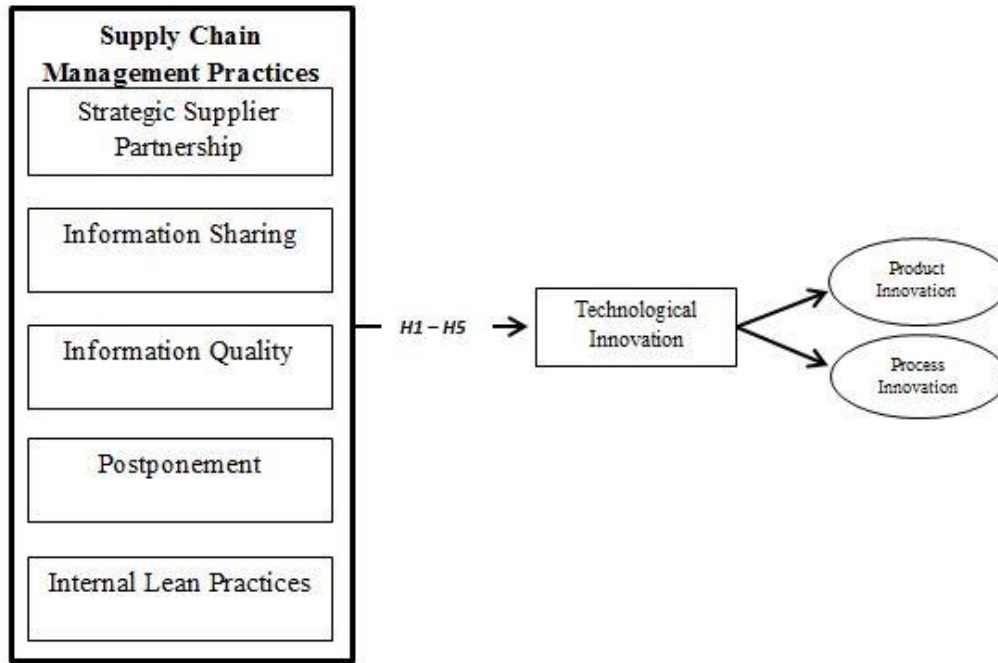 Supply Chain
Management Practices
Strategic Supplier
Partnership
Information Sharing
Information Quality
Postponement
Internal Lean Practices
H1 – H5
Technological
Innovation
Product
Innovation
Process
Innovation